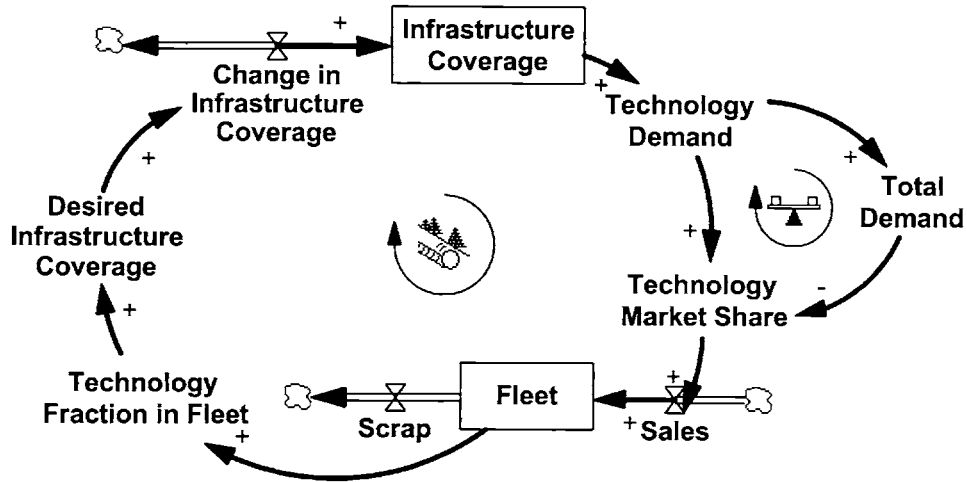 +
Infrastructure
Coverage
Change in
Infrastructure
Coverage
+
Technology
Demand
+
+
Desired
Infrastructure
Coverage
Total
Demand
+
Technology
Market Share
-
+
Technology
Fraction in Fleet
+
Scrap
Fleet
+
+
Sales